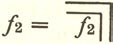 f₂ = f₂